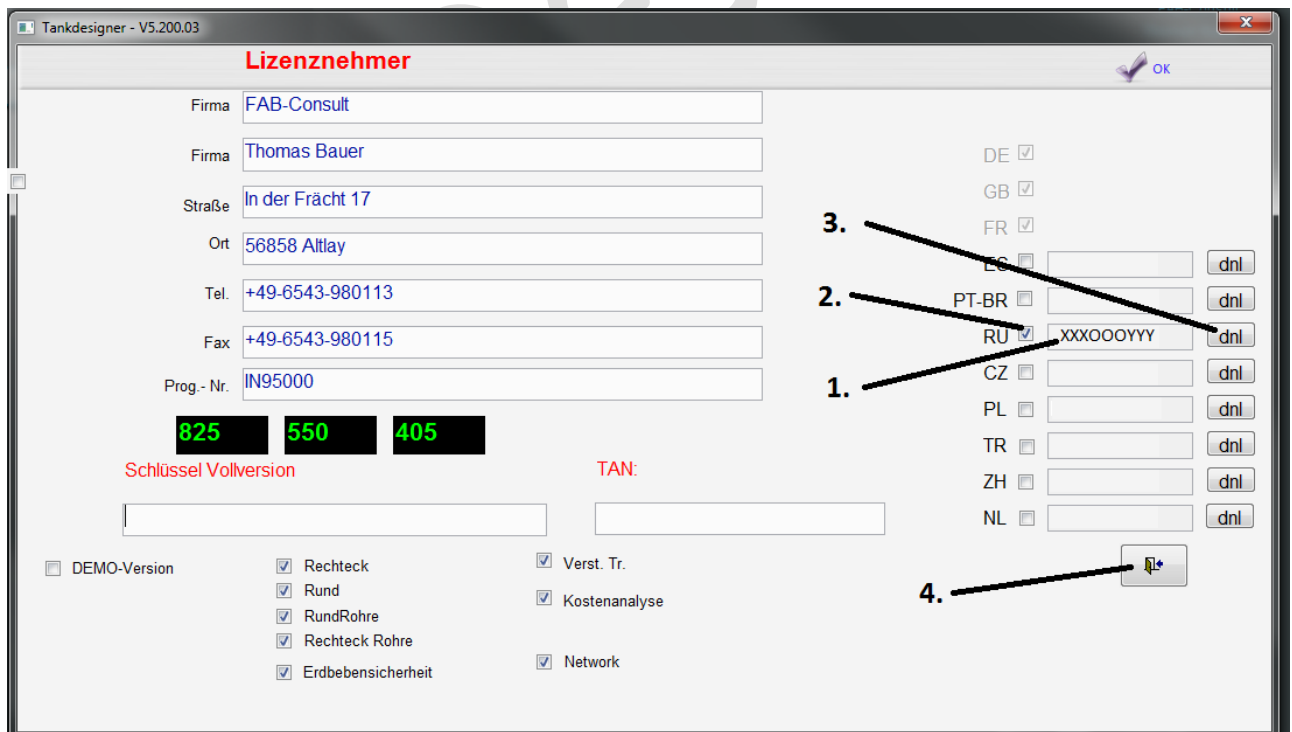 Tankdesigner - V5.200.03
Lizenznehmer
OK
Firma FAB-Consult
Firma Thomas Bauer
Straße In der Frächt 17
Ort 56858 Altlay
Tel. +49-6543-980113
Fax +49-6543-980115
Prog.- Nr. IN95000
825 550 405
Schlüssel Vollversion TAN:
DEMO-Version
Rechteck
Rund
RundRohre
Rechteck Rohre
Erdbebensicherheit
Verst. Tr.
Kostenanalyse
Network
DE
GB
FR
3.
ES dnl
2.
PT-BR dnl
RU XXXOOOYYY dnl
1.
CZ dnl
PL dnl
TR dnl
ZH dnl
NL dnl
4.